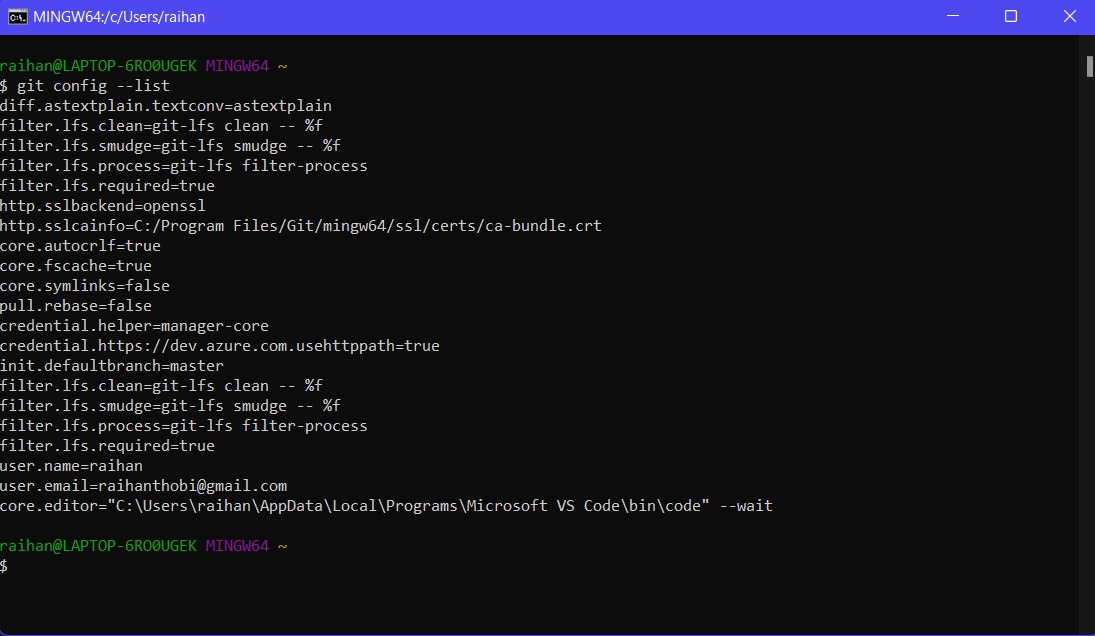 MINGW64:/c/Users/raihan
raihan@LAPTOP-6RO0UGEK MINGW64 ~
$ git config --list
diff.astextplain.textconv=astextplain
filter.lfs.clean=git-lfs clean -- %f
filter.lfs.smudge=git-lfs smudge -- %f
filter.lfs.process=git-lfs filter-process
filter.lfs.required=true
http.sslbackend=openssl
http.sslcainfo=C:/Program Files/Git/mingw64/ssl/certs/ca-bundle.crt
core.autocrlf=true
core.fscache=true
core.symlinks=false
pull.rebase=false
credential.helper=manager-core
credential.https://dev.azure.com.usehttppath=true
init.defaultbranch=master
filter.lfs.clean=git-lfs clean -- %f
filter.lfs.smudge=git-lfs smudge -- %f
filter.lfs.process=git-lfs filter-process
filter.lfs.required=true
user.name=raihan
user.email=raihanthobi@gmail.com
core.editor="C:\Users\raihan\AppData\Local\Programs\Microsoft VS Code\bin\code" --wait
raihan@LAPTOP-6RO0UGEK MINGW64 ~
$